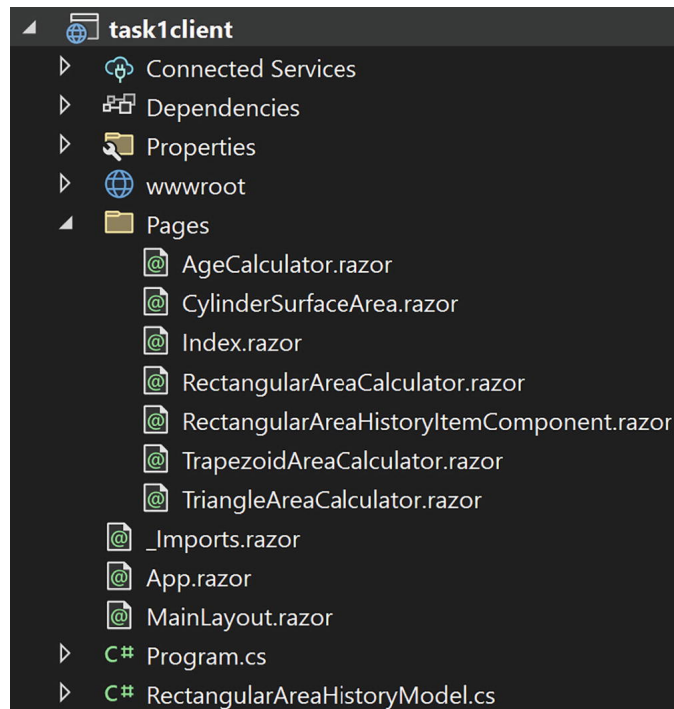 task1client
Connected Services
Dependencies
Properties
wwwroot
Pages
AgeCalculator.razor
CylinderSurfaceArea.razor
Index.razor
RectangularAreaCalculator.razor
RectangularAreaHistoryItemComponent.razor
TrapezoidAreaCalculator.razor
TriangleAreaCalculator.razor
_Imports.razor
App.razor
MainLayout.razor
C# Program.cs
C# RectangularAreaHistoryModel.cs